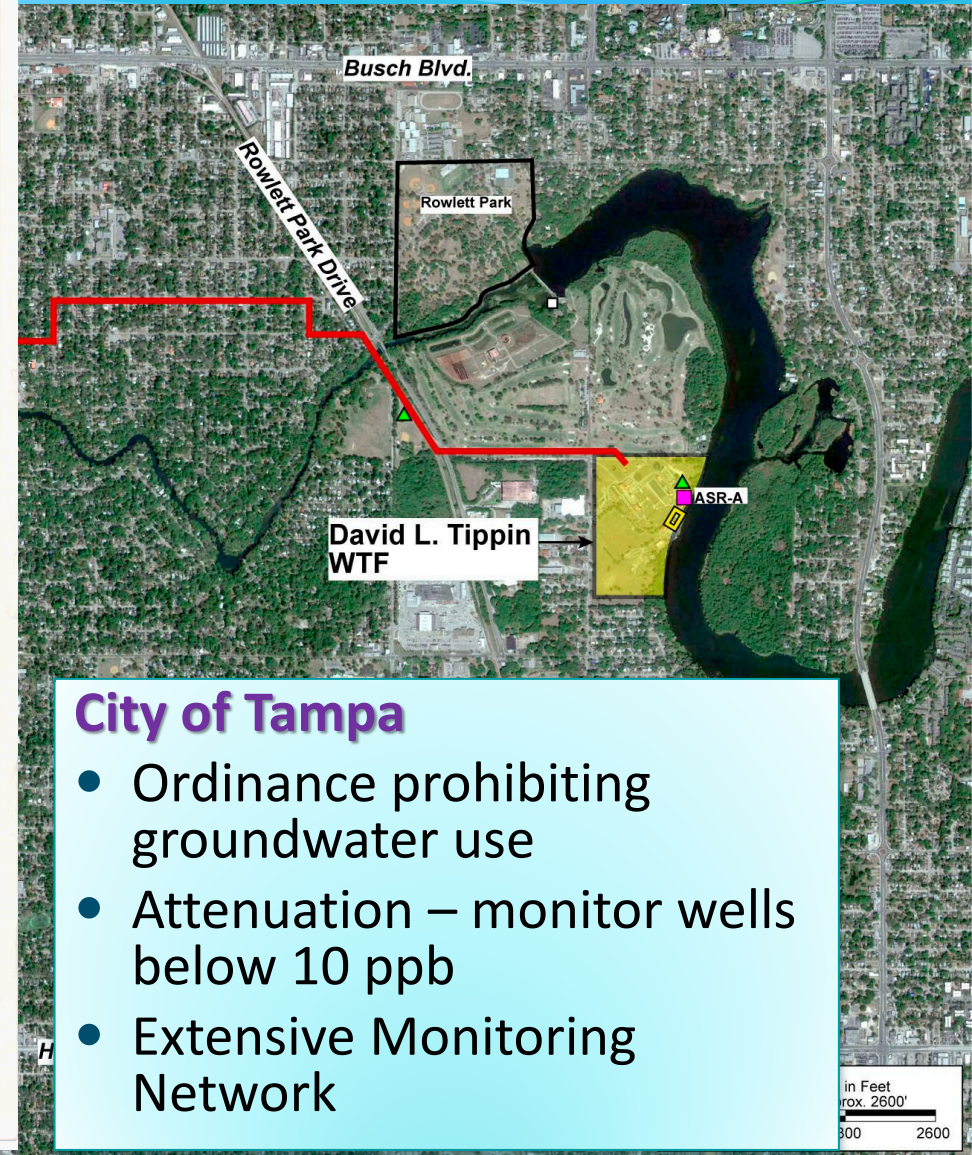 Busch Blvd.
Rowlett Park Drive
Rowlett Park
ASR-A
David L. Tippin
WTF
City of Tampa
• Ordinance prohibiting
groundwater use
• Attenuation – monitor wells
below 10 ppb
• Extensive Monitoring
Network
H
in Feet
2600'
2600